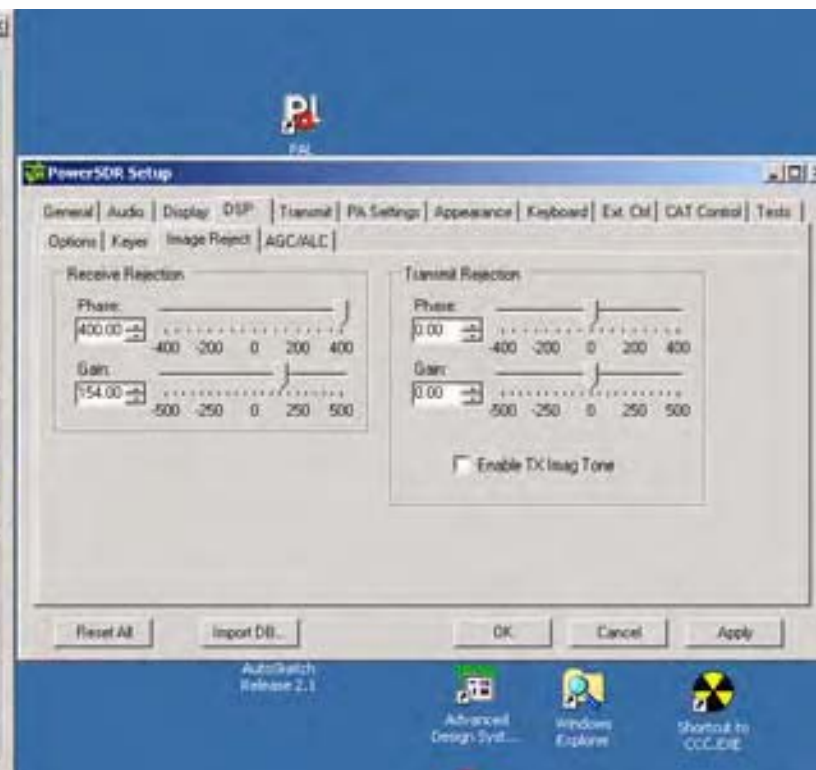 PAL
PowerSDR Setup
General Audio Display DSP Transmit PA Settings Appearance Keyboard Ext. Ctrl CAT Control Tests
Options Keyer Image Reject AGC/ALC
Receive Rejection
Phase:
400.00
-400 -200 0 200 400
Gain:
154.00
-500 -250 0 250 500
Transmit Rejection
Phase:
0.00
-400 -200 0 200 400
Gain:
0.00
-500 -250 0 250 500
Enable TX Imag Tone
Reset All Import DB... OK Cancel Apply
AutoSketch
Release 2.1
Advanced
Design Syst...
Windows
Explorer
Shortcut to
CCC.EXE